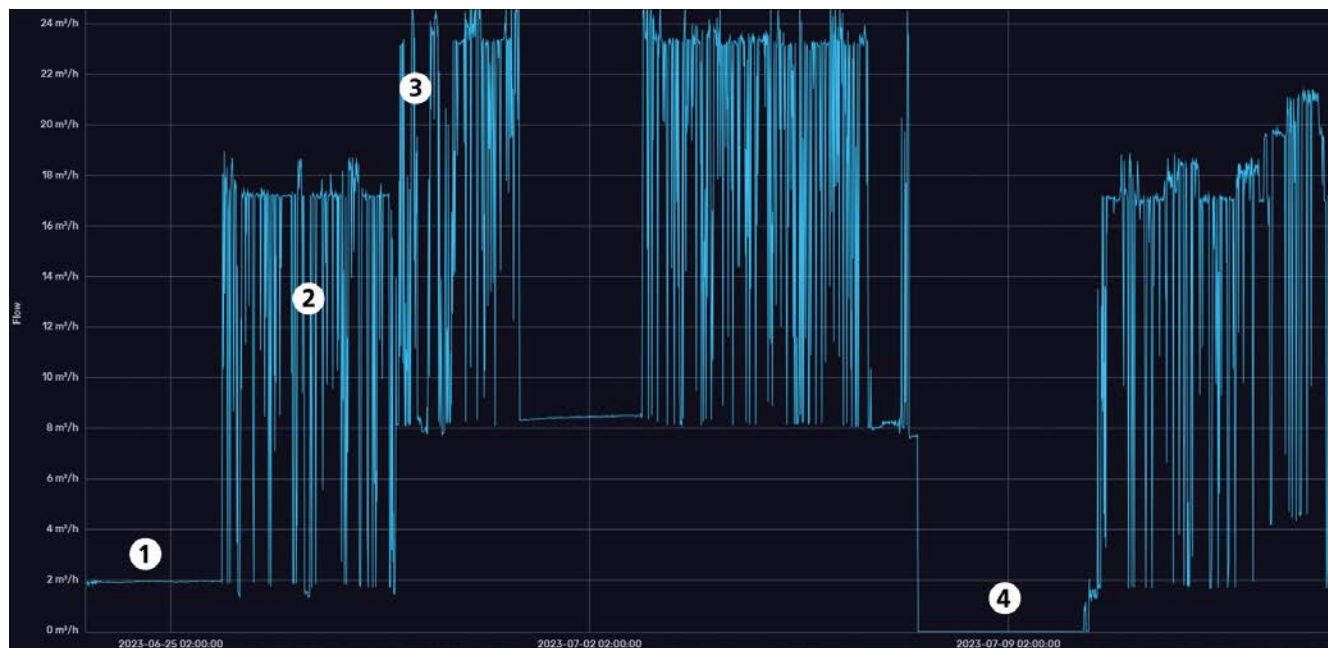 24 m³/h
22 m³/h
20 m³/h
18 m³/h
16 m³/h
14 m³/h
12 m³/h
10 m³/h
8 m³/h
6 m³/h
4 m³/h
2 m³/h
0 m³/h
Flow
1
2
3
4
2023-06-25 02:00:00
2023-07-02 02:00:00
2023-07-09 02:00:00